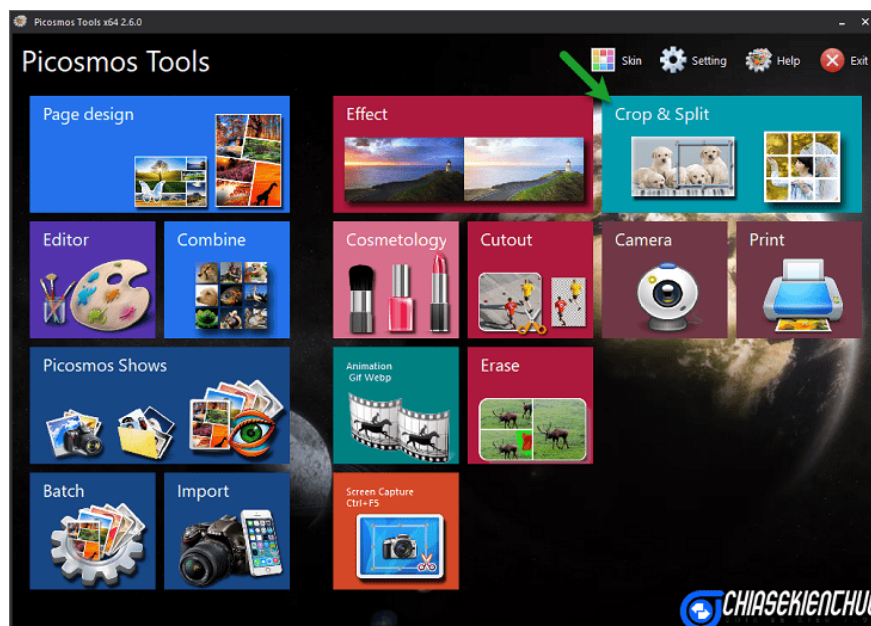 Picosmos Tools x64 2.6.0
Picosmos Tools
Skin
Setting
Help
Exit
Page design
Effect
Crop & Split
Editor
Combine
Cosmetology
Cutout
Camera
Print
Picosmos Shows
Animation
Gif Webp
Erase
Batch
Import
Screen Capture
Ctrl+F5